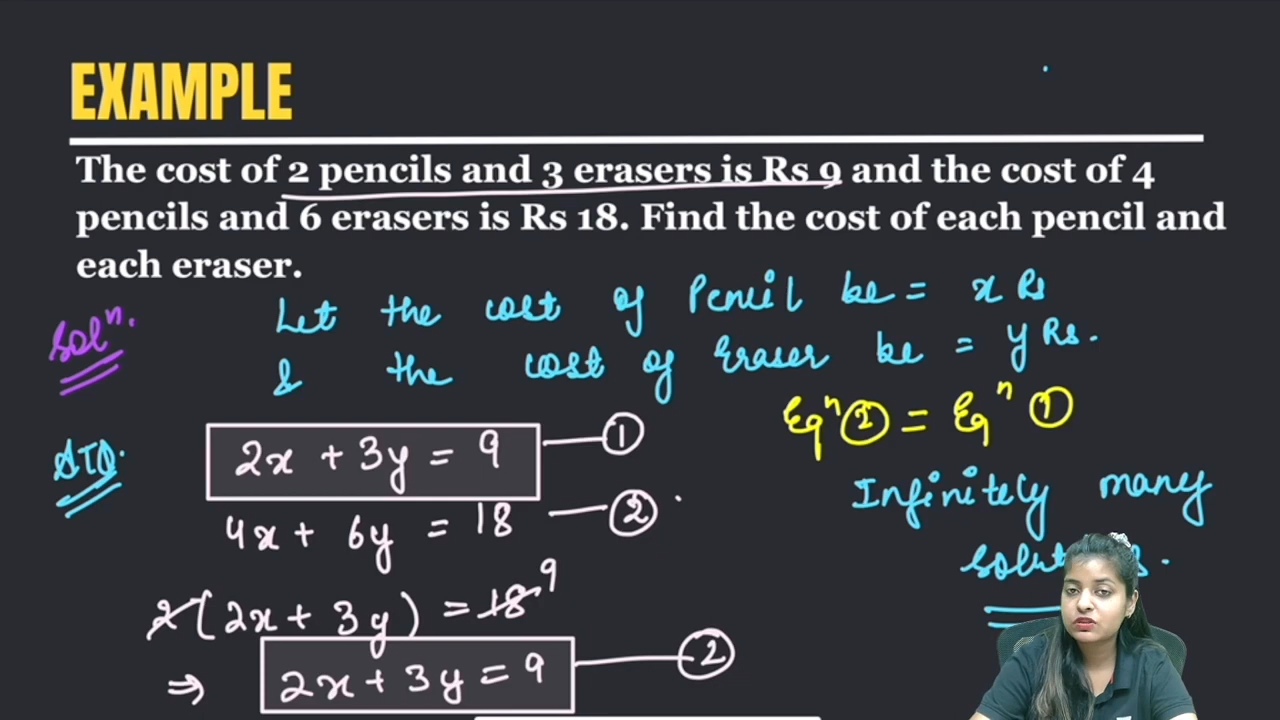 EXAMPLE
The cost of 2 pencils and 3 erasers is Rs 9 and the cost of 4
pencils and 6 erasers is Rs 18. Find the cost of each pencil and
each eraser.
Solⁿ.
Let the cost of Pencil be = x Rs
& the cost of Eraser be = y Rs.
Eqⁿ ② = Eqⁿ ①
ATQ.
2x + 3y = 9 — ①
4x + 6y = 18 — ②
Infinitely many
2(2x + 3y) = 18 9
⇒ 2x + 3y = 9 — ②